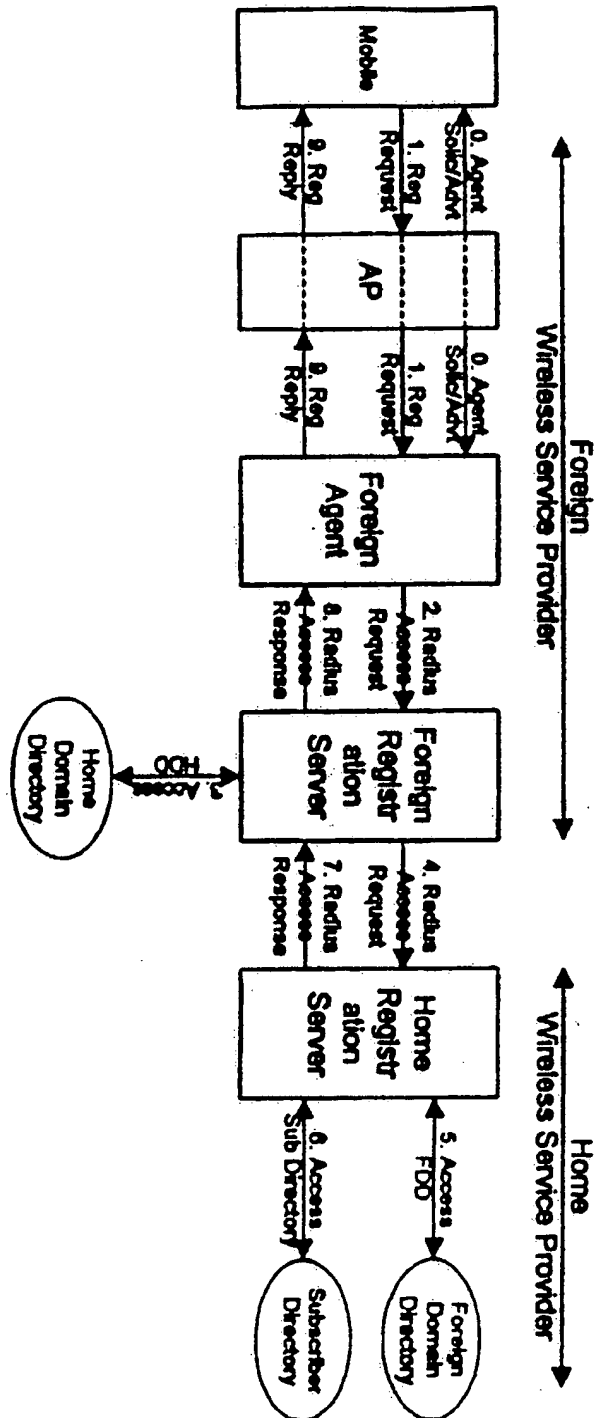 Foreign
Wireless Service Provider
Home
Wireless Service Provider
Mobile
0. Agent
Solic/Advt
1. Reg
Request
9. Reg
Reply
AP
0. Agent
Solic/Advt
1. Reg
Request
9. Reg
Reply
Foreign
Agent
2. Radius
Access
Request
8. Radius
Access
Response
Foreign
Registr
ation
Server
3. Access
HDD
Home
Domain
Directory
4. Radius
Access
Request
7. Radius
Access
Response
Home
Registr
ation
Server
5. Access
FDD
6. Access
Sub Directory
Foreign
Domain
Directory
Subscriber
Directory